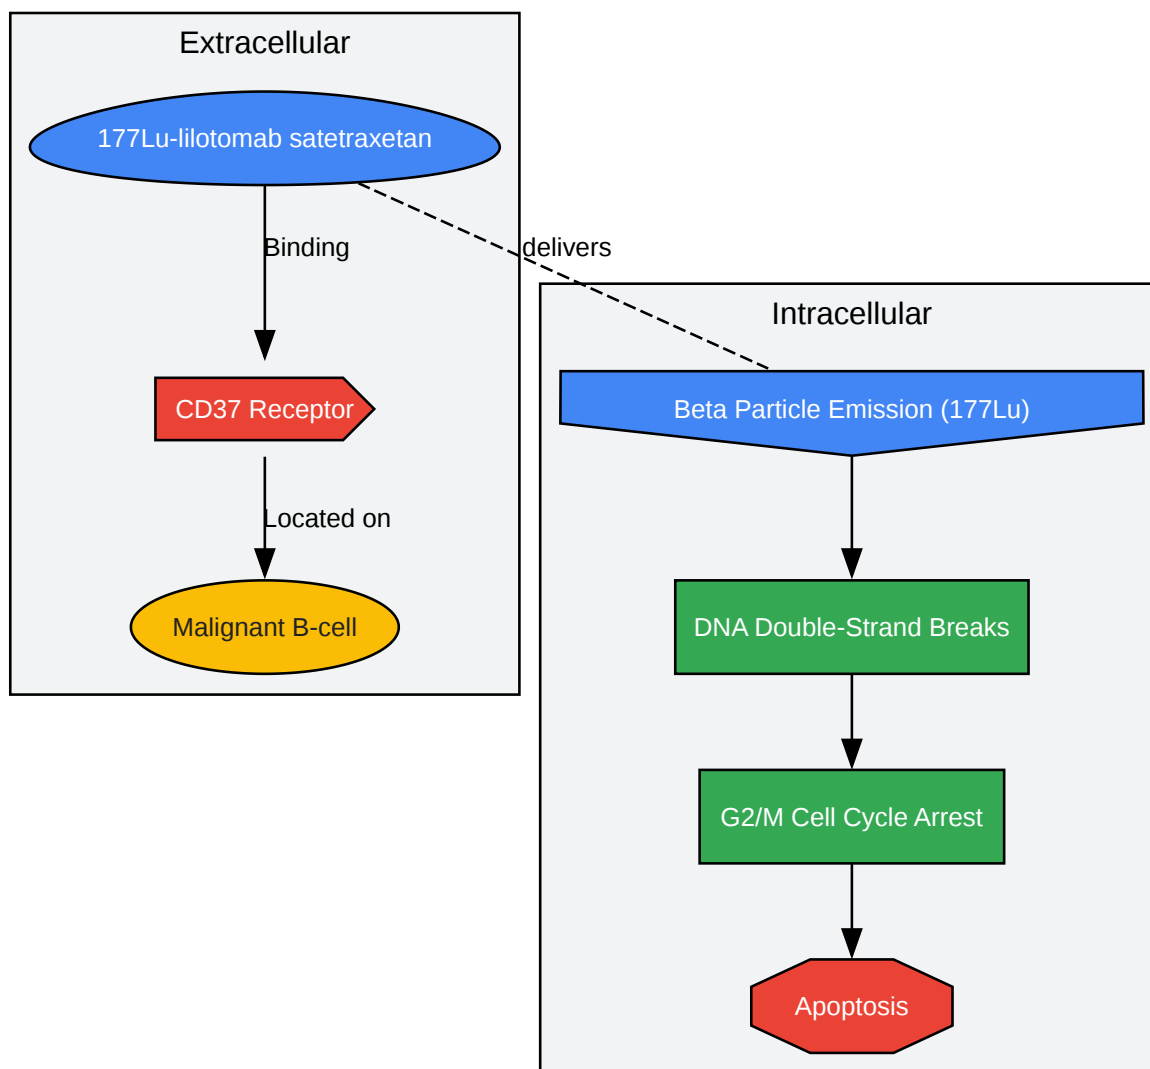 Extracellular
177Lu-lilotomab satetraxetan
Binding
delivers
CD37 Receptor
Located on
Malignant B-cell
Intracellular
Beta Particle Emission (177Lu)
DNA Double-Strand Breaks
G2/M Cell Cycle Arrest
Apoptosis